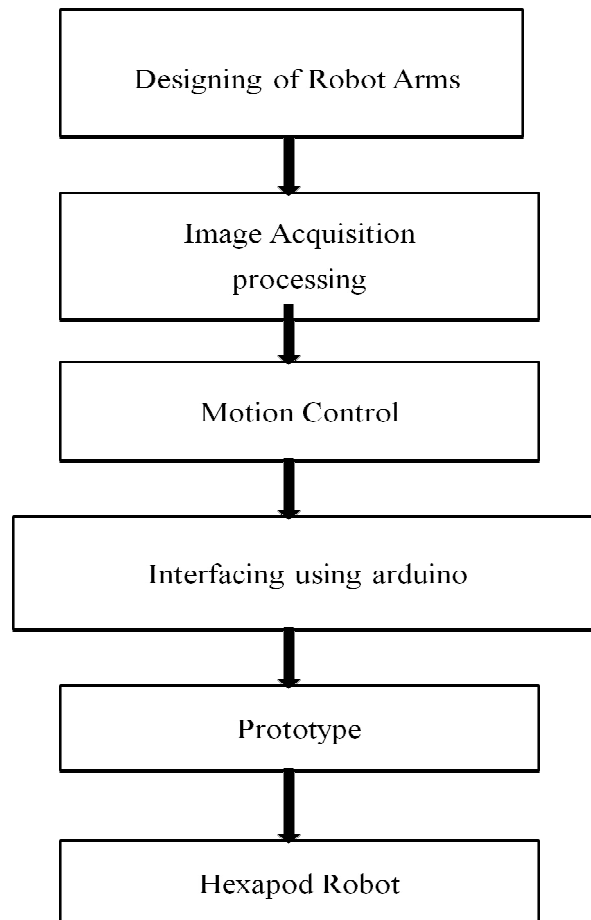 Designing of Robot Arms
Image Acquisition
processing
Motion Control
Interfacing using arduino
Prototype
Hexapod Robot